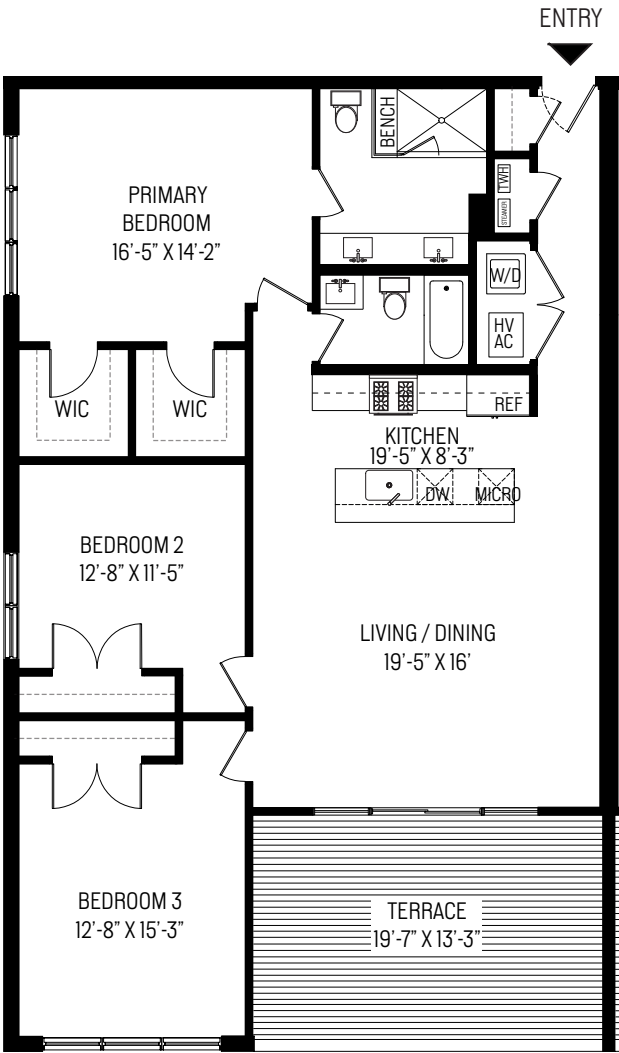 ENTRY
BENCH
PRIMARY
BEDROOM
16'-5" X 14'-2"
TWH
STEAMER
W/D
HV
AC
WIC
WIC
REF
KITCHEN
19'-5" X 8'-3"
DW
MICRO
BEDROOM 2
12'-8" X 11'-5"
LIVING / DINING
19'-5" X 16'
BEDROOM 3
12'-8" X 15'-3"
TERRACE
19'-7" X 13'-3"